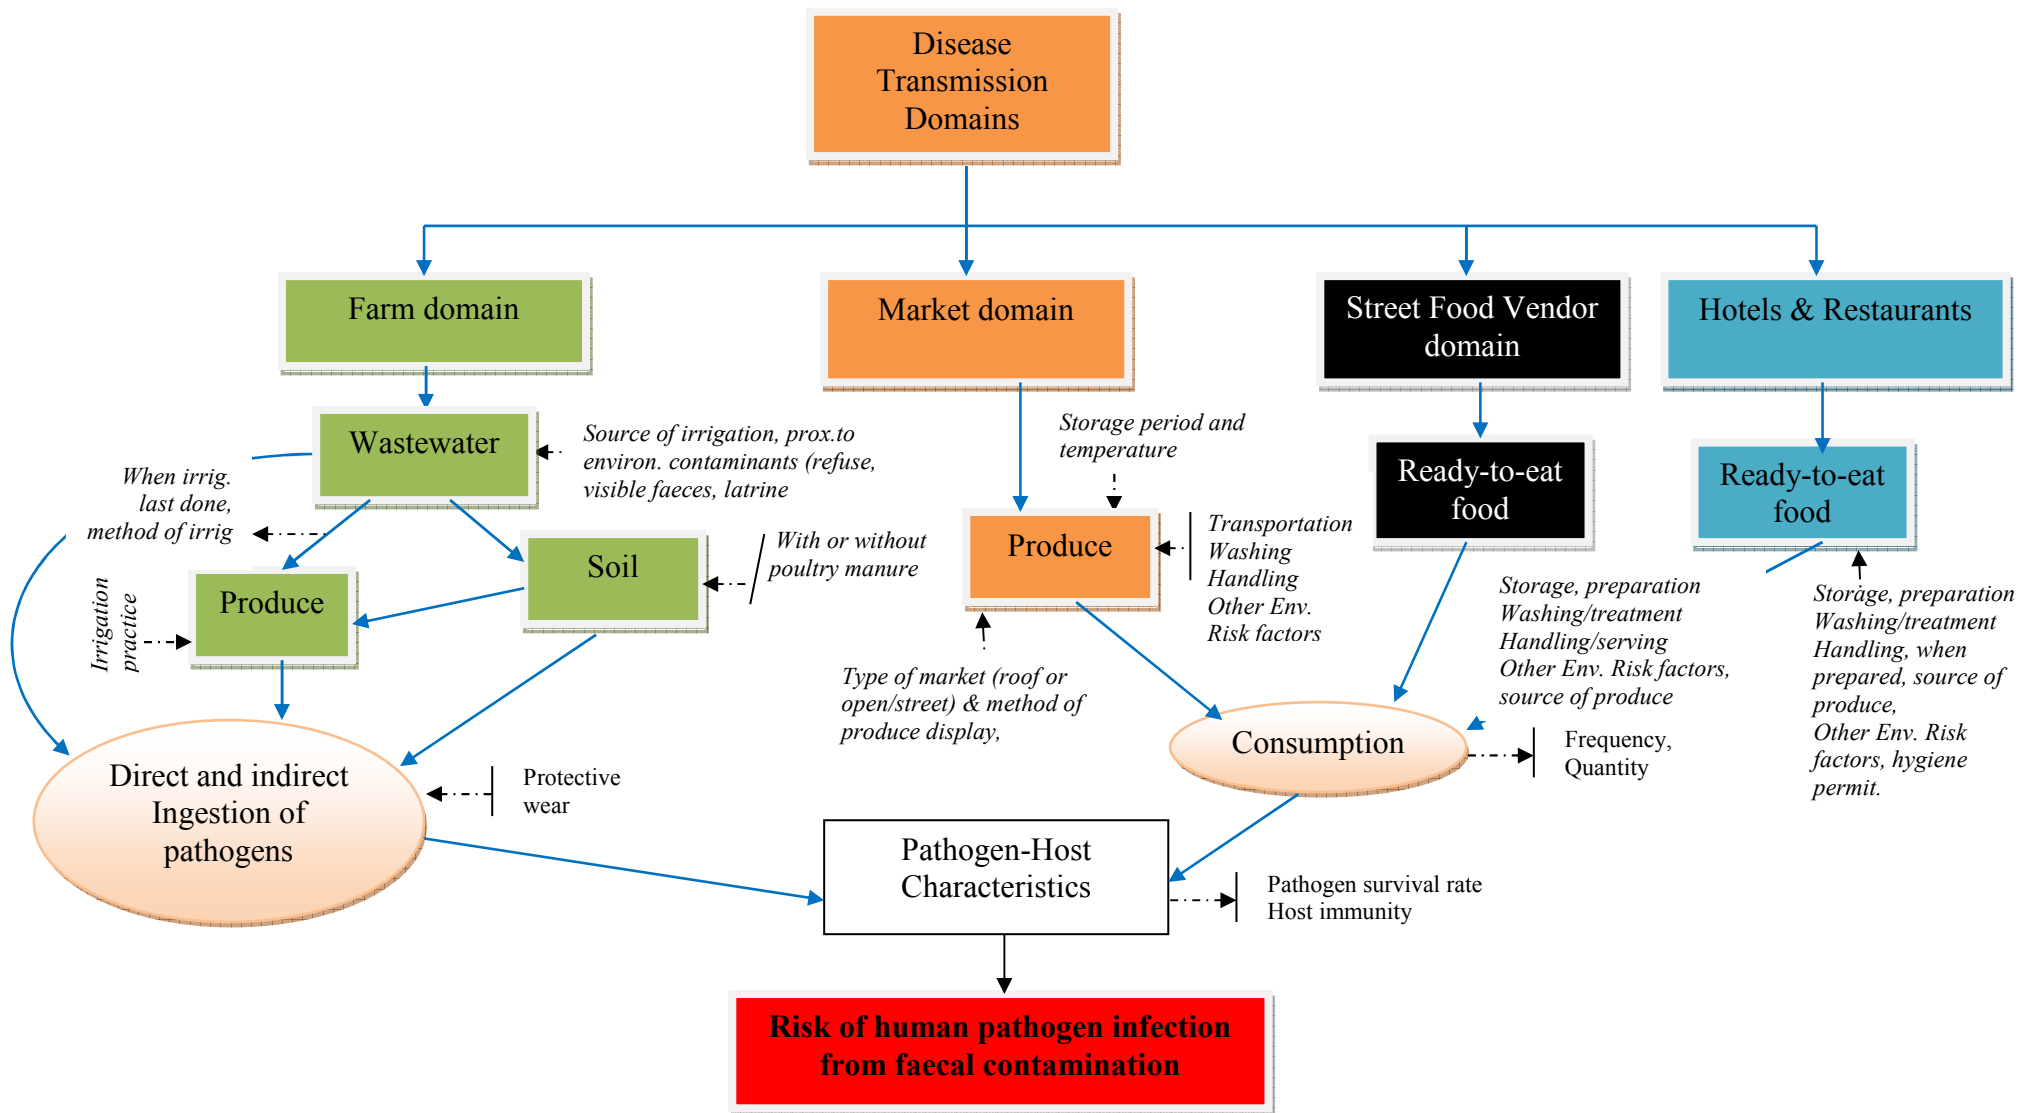 Disease
Transmission
Domains
Farm domain
Market domain
Street Food Vendor
domain
Hotels & Restaurants
Wastewater
Source of irrigation, prox.to
environ. contaminants (refuse,
visible faeces, latrine
When irrig.
last done,
method of irrig
Storage period and
temperature
Ready-to-eat
food
Ready-to-eat
food
Produce
Soil
With or without
poultry manure
Irrigation
practice
Produce
Transportation
Washing
Handling
Other Env.
Risk factors
Type of market (roof or
open/street) & method of
produce display,
Storage, preparation
Washing/treatment
Handling/serving
Other Env. Risk factors,
source of produce
Storage, preparation
Washing/treatment
Handling, when
prepared, source of
produce,
Other Env. Risk
factors, hygiene
permit.
Direct and indirect
Ingestion of
pathogens
Protective
wear
Consumption
Frequency,
Quantity
Pathogen-Host
Characteristics
Pathogen survival rate
Host immunity
Risk of human pathogen infection
from faecal contamination